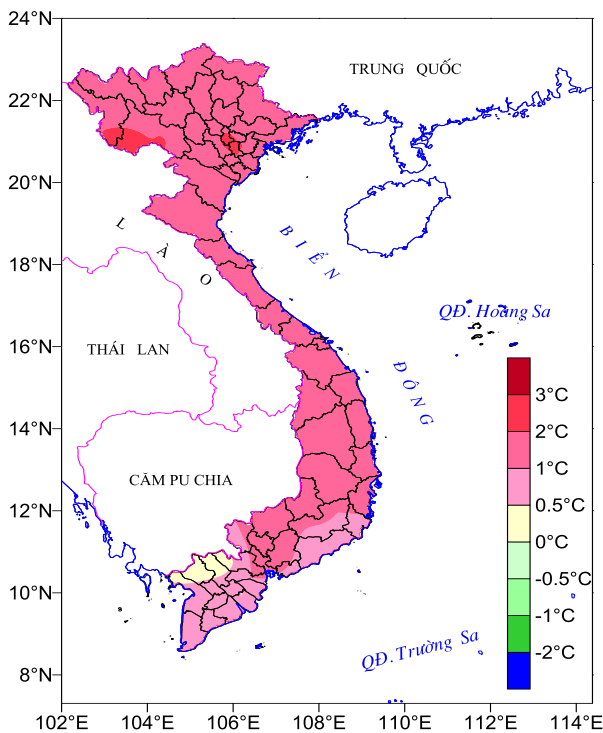 24°N
TRUNG QUỐC
22°N
20°N
LÀO
BIỂN
18°N
QĐ. Hoàng Sa
16°N
THÁI LAN
ĐÔNG
3°C
2°C
14°N
1°C
CĂM PU CHIA
0.5°C
12°N
0°C
-0.5°C
10°N
-1°C
-2°C
QĐ. Trường Sa
8°N
102°E 104°E 106°E 108°E 110°E 112°E 114°E